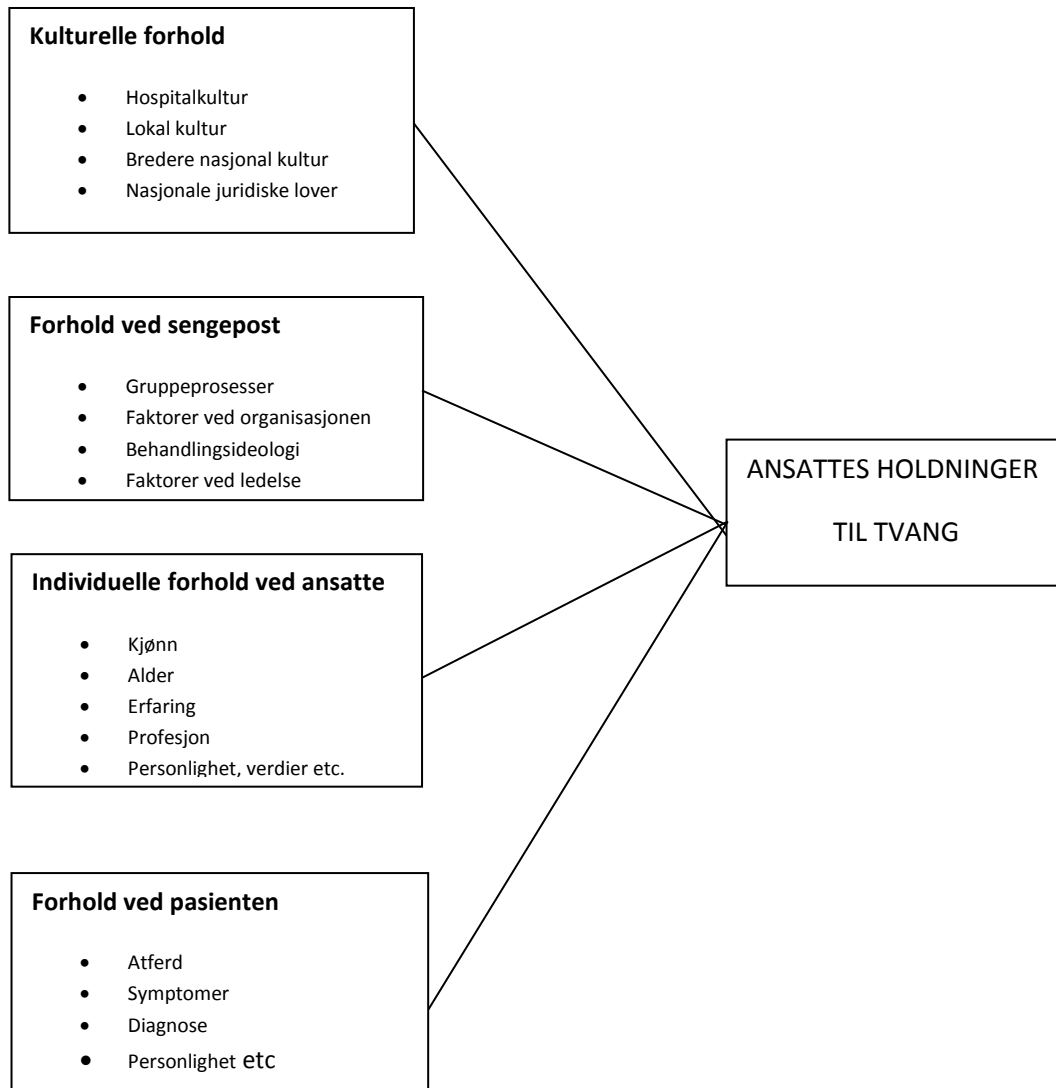 Kulturelle forhold
• Hospitalkultur
• Lokal kultur
• Bredere nasjonal kultur
• Nasjonale juridiske lover
Forhold ved sengepost
• Gruppeprosesser
• Faktorer ved organisasjonen
• Behandlingsideologi
• Faktorer ved ledelse
Individuelle forhold ved ansatte
• Kjønn
• Alder
• Erfaring
• Profesjon
• Personlighet, verdier etc.
Forhold ved pasienten
• Atferd
• Symptomer
• Diagnose
• Personlighet etc
ANSATTES HOLDNINGER
TIL TVANG